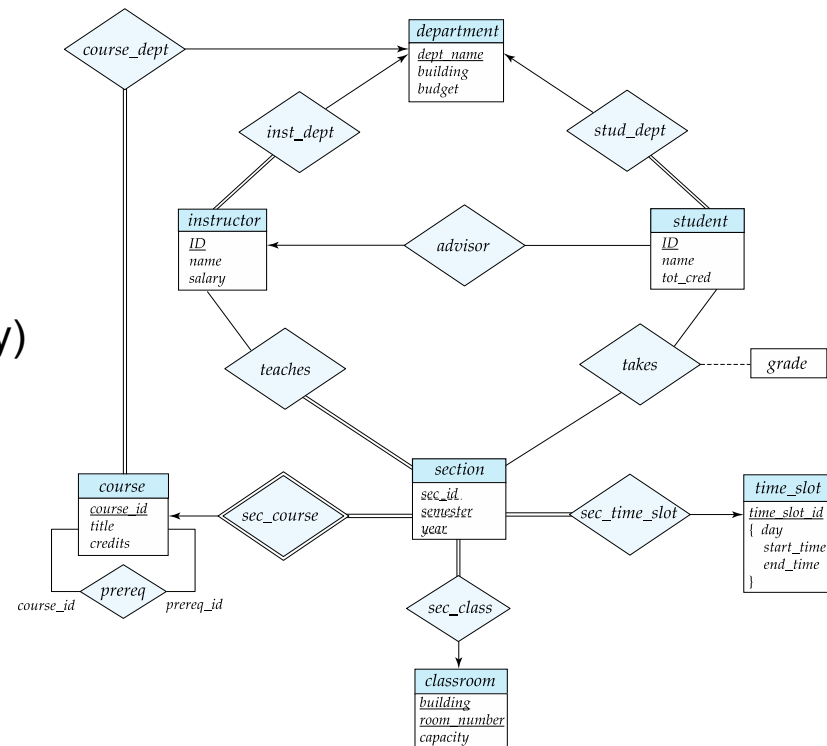 course_dept
department
dept_name
building
budget
inst_dept
stud_dept
instructor
ID
name
salary
advisor
student
ID
name
tot_cred
y)
teaches
takes
grade
course
course_id
title
credits
sec_course
section
sec_id
semester
year
sec_time_slot
time_slot
time_slot_id
{ day
start_time
end_time
}
prereq
course_id
prereq_id
sec_class
classroom
building
room_number
capacity